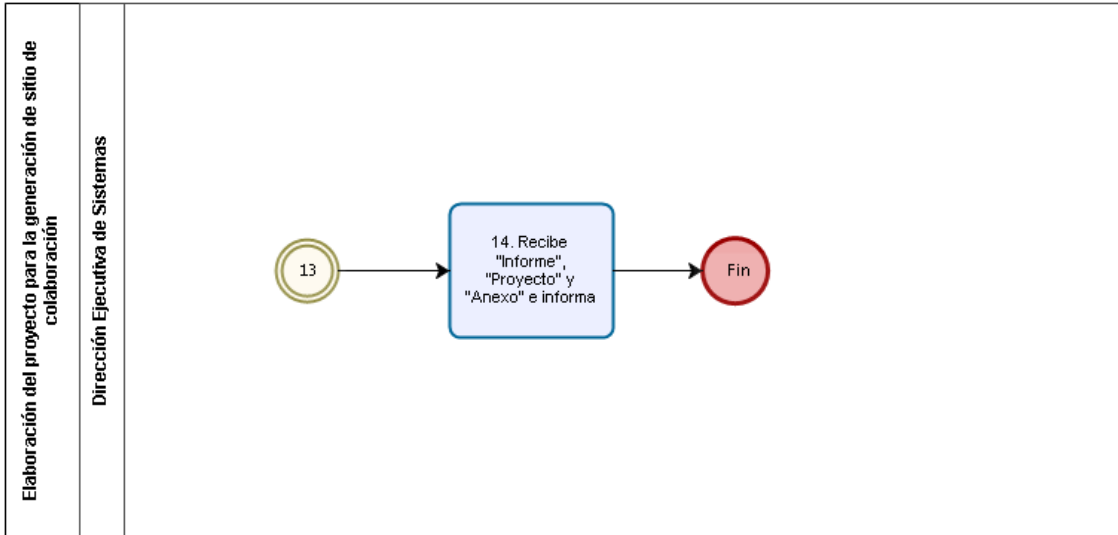 Elaboración del proyecto para la generación de sitio de
colaboración
Dirección Ejecutiva de Sistemas
13
14. Recibe
"Informe",
"Proyecto" y
"Anexo" e informa
Fin